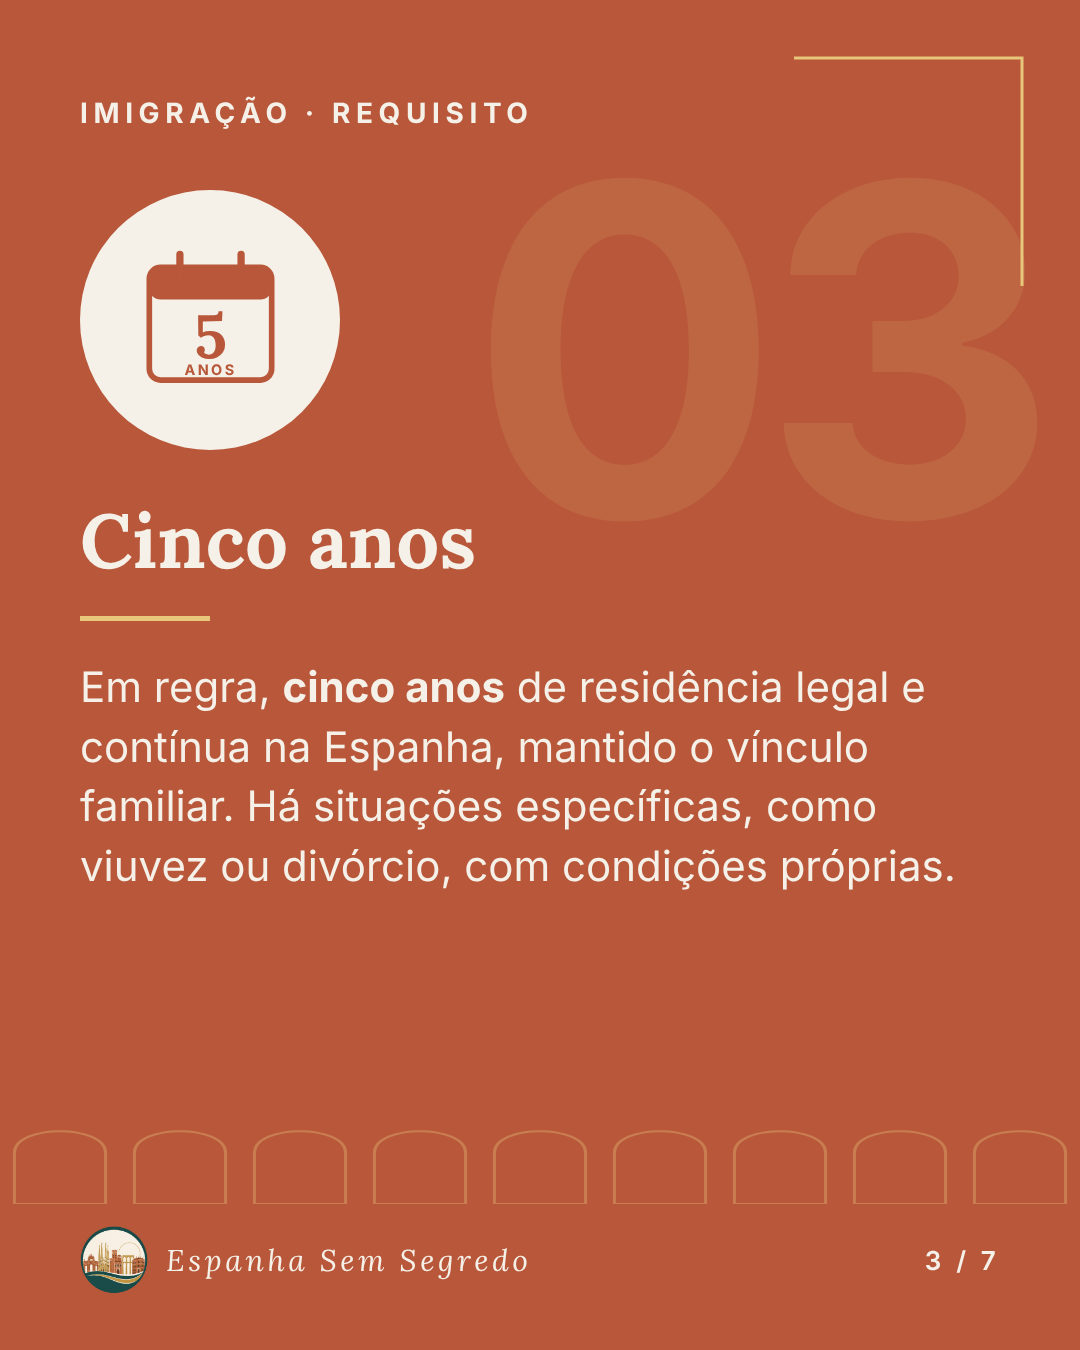 IMIGRAÇÃO · REQUISITO
03
5
ANOS
Cinco anos
Em regra, cinco anos de residência legal e
contínua na Espanha, mantido o vínculo
familiar. Há situações específicas, como
viuvez ou divórcio, com condições próprias.
Espanha Sem Segredo
3 / 7